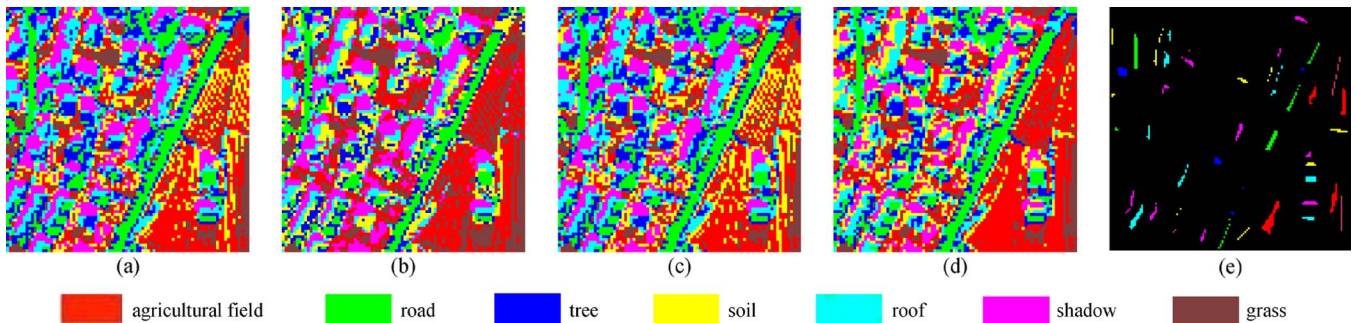 (a) (b) (c) (d) (e)
agricultural field road tree soil roof shadow grass